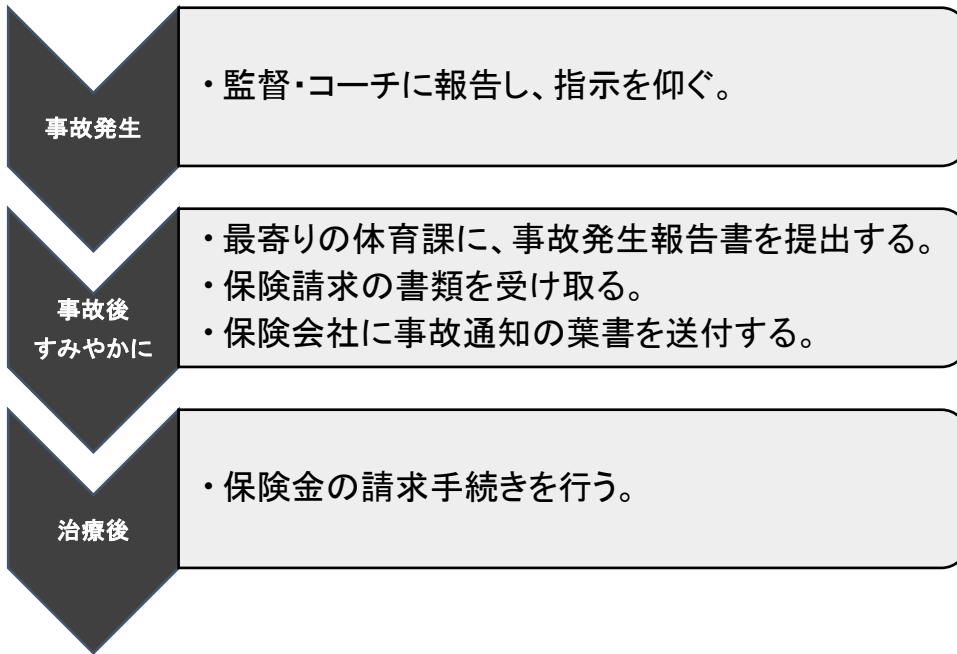 事故発生
・監督・コーチに報告し、指示を仰ぐ。
事故後
すみやかに
・最寄りの体育課に、事故発生報告書を提出する。
・保険請求の書類を受け取る。
・保険会社に事故通知の葉書を送付する。
治療後
・保険金の請求手続きを行う。